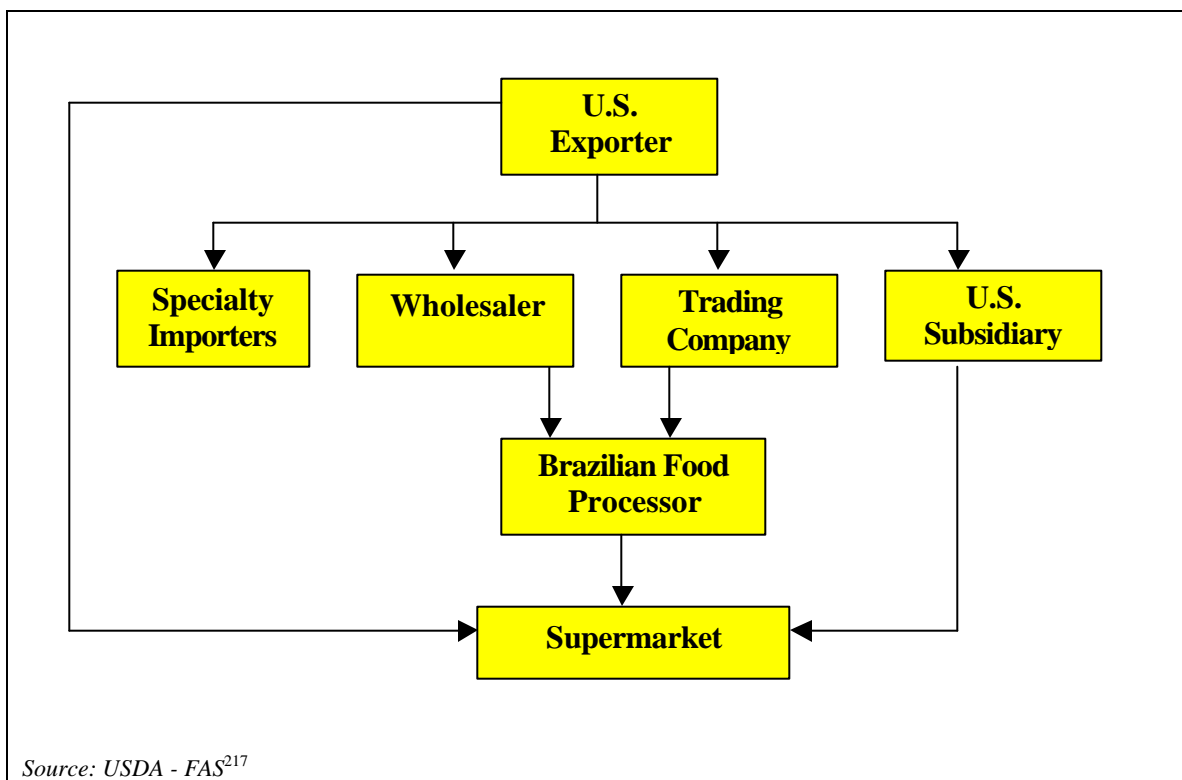 U.S.
Exporter
Specialty
Importers
Wholesaler
Trading
Company
U.S.
Subsidiary
Brazilian Food
Processor
Supermarket
Source: USDA - FAS217